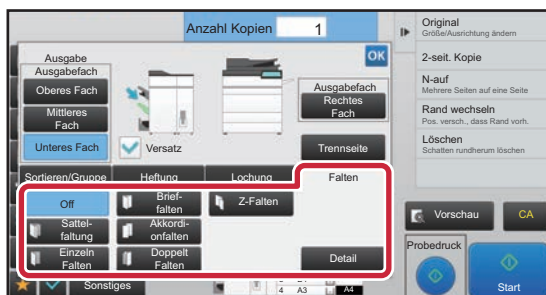 Anzahl Kopien 1
OK
Ausgabe
Ausgabefach
Oberes Fach
Mittleres
Fach
Unteres Fach
Versatz
Ausgabefach
Rechtes
Fach
Trennseite
Sortieren/Gruppe Heftung Lochung Falten
Off
Brief-
falten
Z-Falten
Sattel-
faltung
Akkordi-
onfalten
Einzeln
Falten
Doppelt
Falten
Detail
Sonstiges
4 A3 A4
Original
Größe/Ausrichtung ändern
2-seit. Kopie
N-auf
Mehrere Seiten auf eine Seite
Rand wechseln
Pos. versch., dass Rand vorh.
Löschen
Schatten rundherum löschen
Vorschau CA
Probedruck
Start